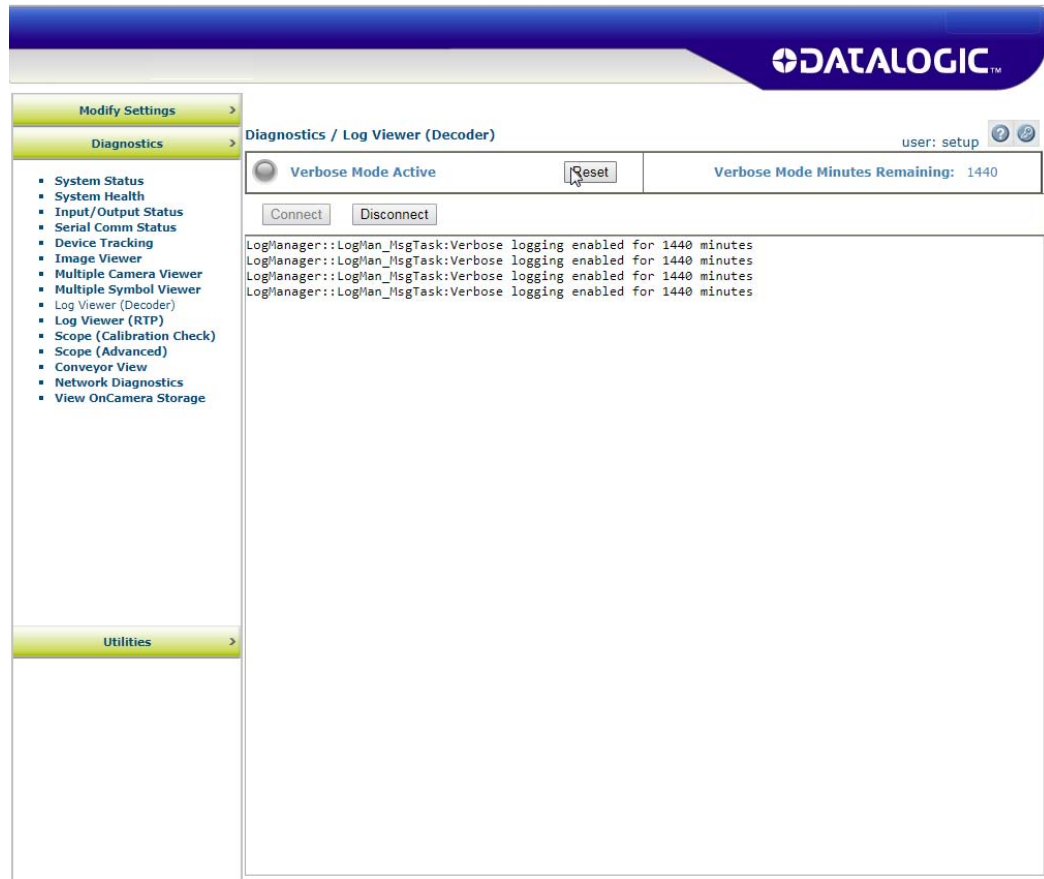 DATALOGIC™
Modify Settings
Diagnostics
System Status
System Health
Input/Output Status
Serial Comm Status
Device Tracking
Image Viewer
Multiple Camera Viewer
Multiple Symbol Viewer
Log Viewer (Decoder)
Log Viewer (RTP)
Scope (Calibration Check)
Scope (Advanced)
Conveyor View
Network Diagnostics
View OnCamera Storage
Utilities
Diagnostics / Log Viewer (Decoder)
user: setup
Verbose Mode Active
Reset
Verbose Mode Minutes Remaining: 1440
Connect
Disconnect
LogManager::LogMan_MsgTask:Verbose logging enabled for 1440 minutes
LogManager::LogMan_MsgTask:Verbose logging enabled for 1440 minutes
LogManager::LogMan_MsgTask:Verbose logging enabled for 1440 minutes
LogManager::LogMan_MsgTask:Verbose logging enabled for 1440 minutes